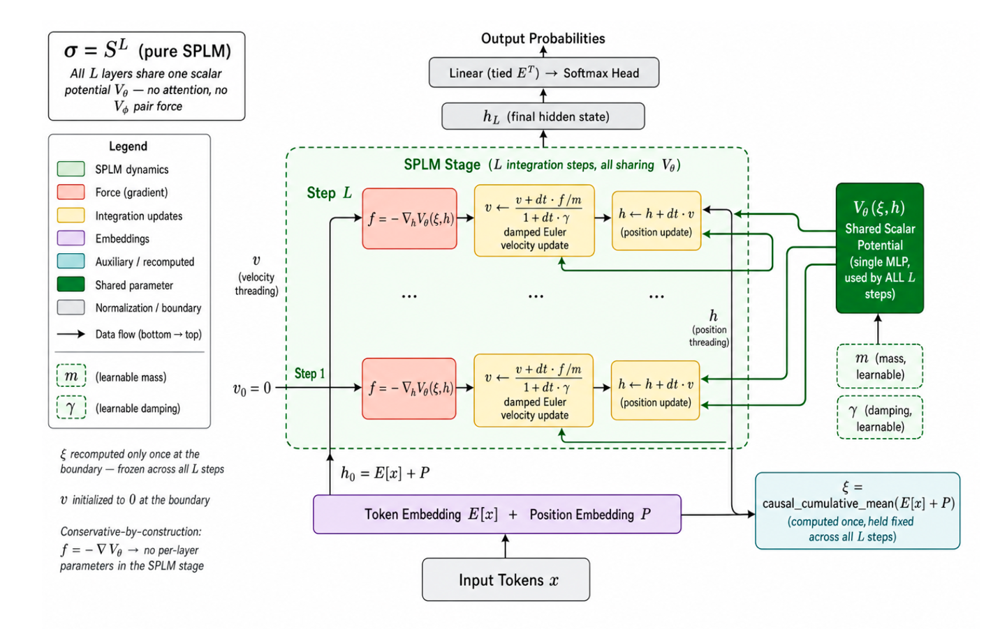 σ = S^L (pure SPLM)
All L layers share one scalar
potential V_θ — no attention, no
V_ϕ pair force
Legend
SPLM dynamics
Force (gradient)
Integration updates
Embeddings
Auxiliary / recomputed
Shared parameter
Normalization / boundary
Data flow (bottom → top)
m (learnable mass)
γ (learnable damping)
ξ recomputed only once at the
boundary — frozen across all L steps
v initialized to 0 at the boundary
Conservative-by-construction:
f = − ∇ V_θ → no per-layer
parameters in the SPLM stage
Output Probabilities
Linear (tied E^T) → Softmax Head
h_L (final hidden state)
SPLM Stage (L integration steps, all sharing V_θ)
Step L
f = − ∇_h V_θ(ξ, h)
v ← (v + dt · f/m) / (1 + dt · γ)
damped Euler
velocity update
h ← h + dt · v
(position update)
v
(velocity
threading)
...
...
...
h
(position
threading)
Step 1
v_0 = 0
f = − ∇_h V_θ(ξ, h)
v ← (v + dt · f/m) / (1 + dt · γ)
damped Euler
velocity update
h ← h + dt · v
(position update)
h_0 = E[x] + P
Token Embedding E[x] + Position Embedding P
Input Tokens x
V_θ(ξ, h)
Shared Scalar
Potential
(single MLP,
used by ALL L
steps)
m (mass,
learnable)
γ (damping,
learnable)
ξ =
causal_cumulative_mean(E[x] + P)
(computed once, held fixed
across all L steps)